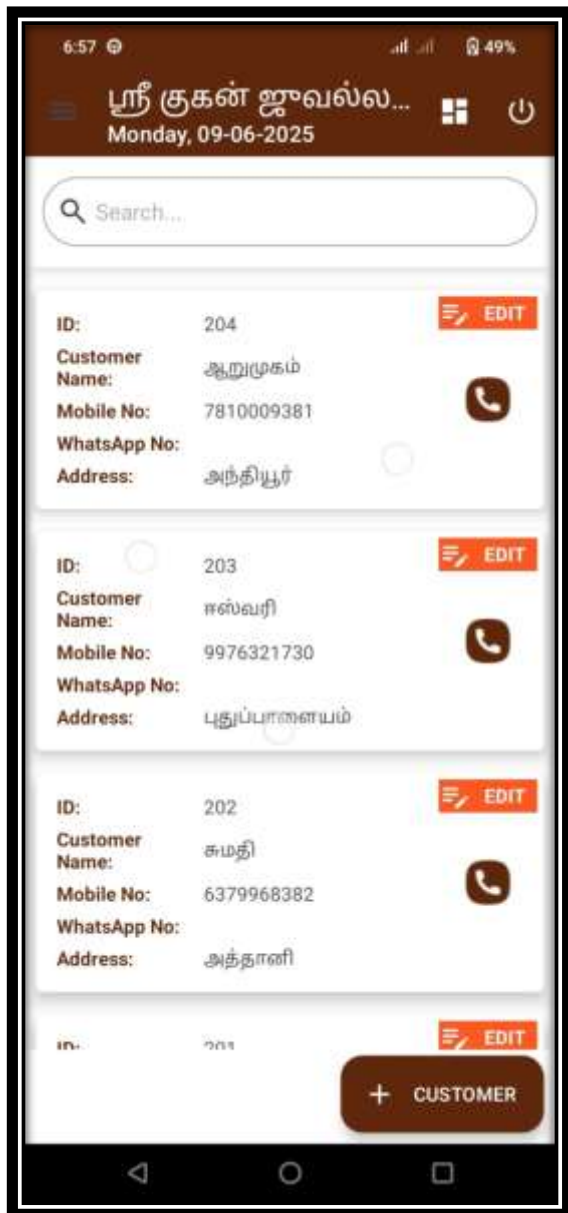 6:57 49%
ஸ்ரீ குகன் ஜுவல்ல...
Monday, 09-06-2025
Search...
EDIT
ID: 204
Customer Name: ஆறுமுகம்
Mobile No: 7810009381
WhatsApp No:
Address: அந்தியூர்
EDIT
ID: 203
Customer Name: ஈஸ்வரி
Mobile No: 9976321730
WhatsApp No:
Address: புதுப்பாளையம்
EDIT
ID: 202
Customer Name: சுமதி
Mobile No: 6379968382
WhatsApp No:
Address: அத்தானி
EDIT
ID: 201
+ CUSTOMER